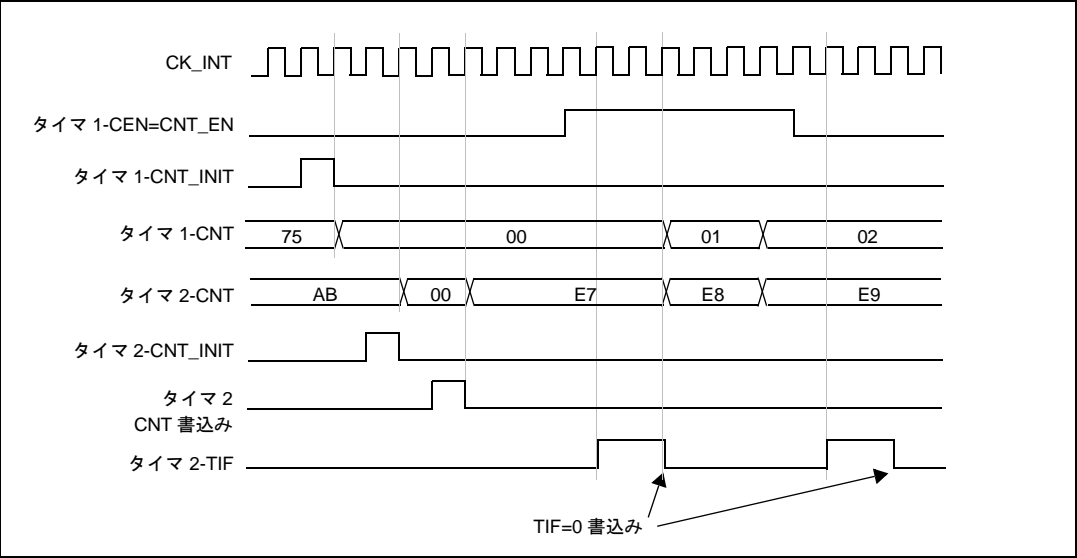 CK_INT
タイマ 1-CEN=CNT_EN
タイマ 1-CNT_INIT
タイマ 1-CNT
75
00
01
02
タイマ 2-CNT
AB
00
E7
E8
E9
タイマ 2-CNT_INIT
タイマ 2
CNT 書込み
タイマ 2-TIF
TIF=0 書込み